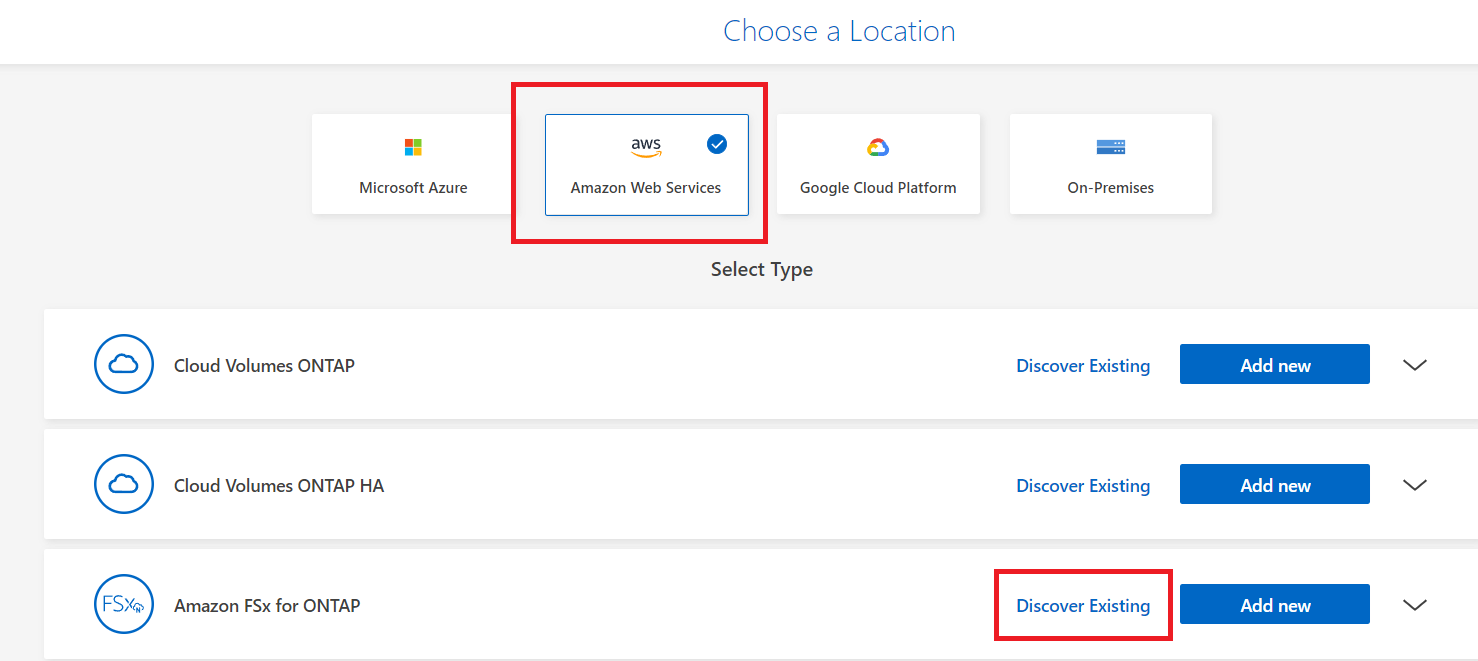 Choose a Location
aws
Microsoft Azure
Amazon Web Services
Google Cloud Platform
On-Premises
Select Type
Cloud Volumes ONTAP
Discover Existing
Add new
Cloud Volumes ONTAP HA
Discover Existing
Add new
FSx
Amazon FSx for ONTAP
Discover Existing
Add new